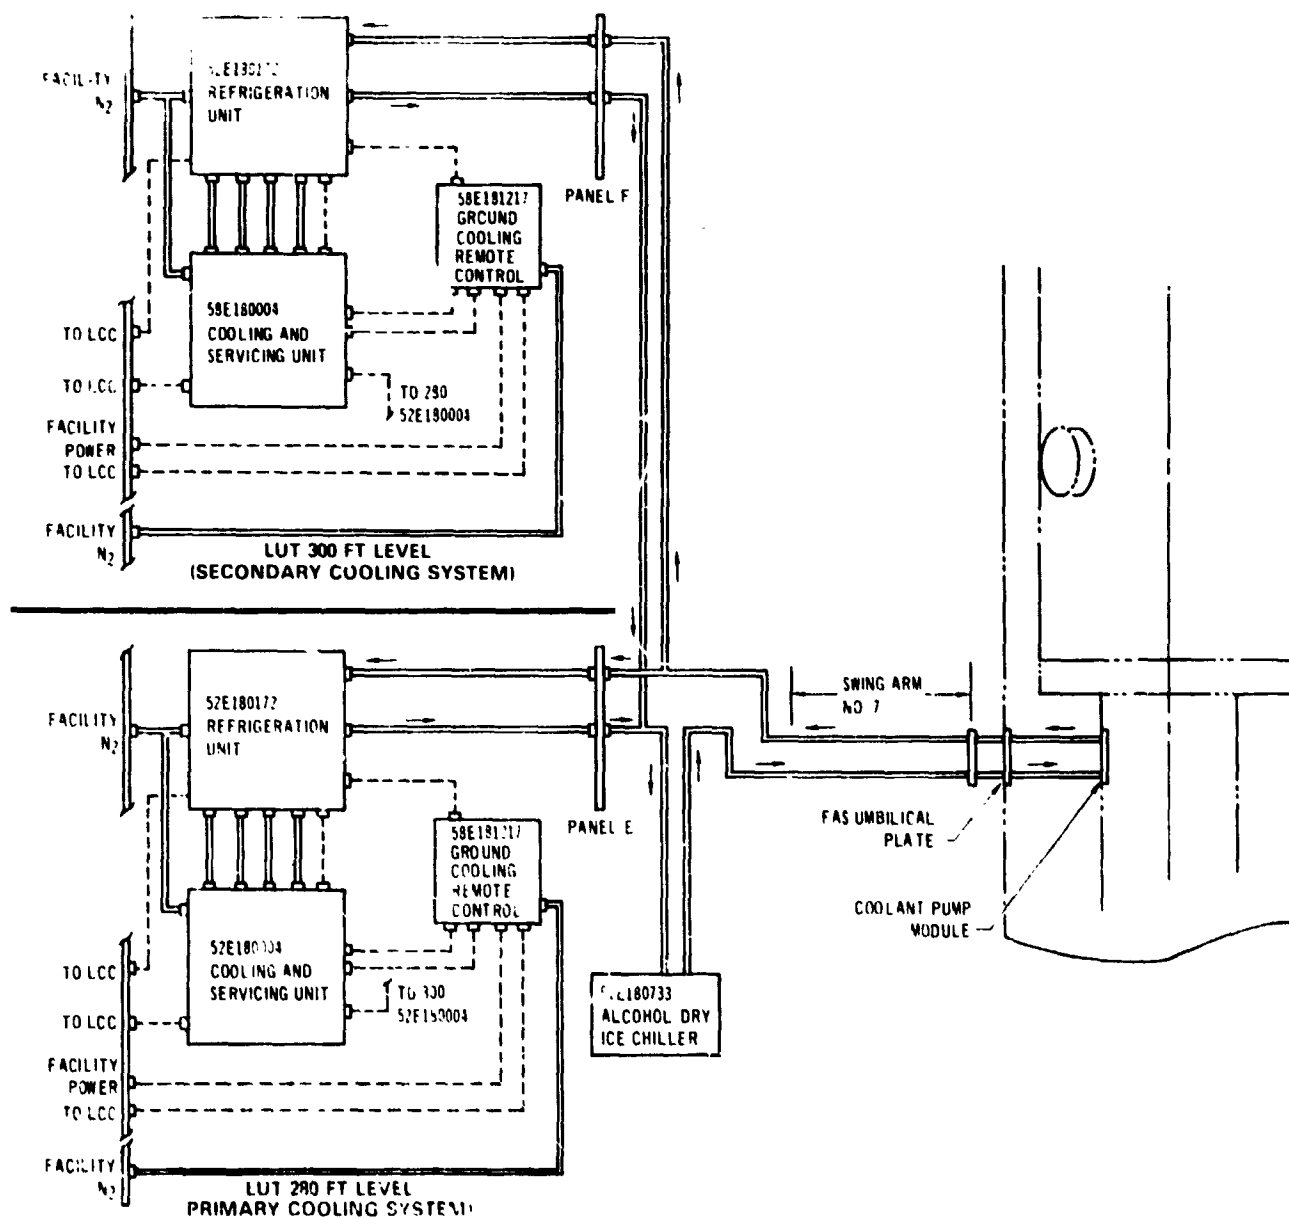 FACILITY
N2
REFRIGERATION
UNIT
58E181217
GROUND
COOLING
REMOTE
CONTROL
PANEL F
58E180004
COOLING AND
SERVICING UNIT
TO LCC
TO LCC
TO 280
52E180004
FACILITY
POWER
TO LCC
FACILITY
N2
LUT 300 FT LEVEL
(SECONDARY COOLING SYSTEM)
52E180172
REFRIGERATION
UNIT
FACILITY
N2
SWING ARM
NO. 7
PANEL E
GROUND
COOLING
REMOTE
CONTROL
FAS UMBILICAL
PLATE
COOLANT PUMP
MODULE
COOLING AND
SERVICING UNIT
TO LCC
TO LCC
TO 300
52E180004
ALCOHOL DRY
ICE CHILLER
FACILITY
POWER
TO LCC
FACILITY
N2
LUT 280 FT LEVEL
PRIMARY COOLING SYSTEM)